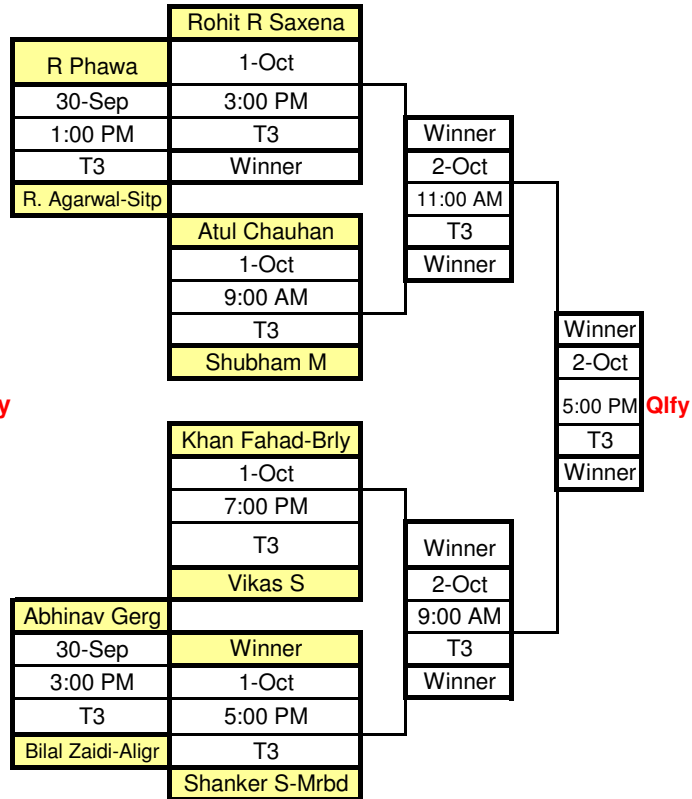 Rohit R Saxena
R Phawa
1-Oct
30-Sep
3:00 PM
1:00 PM
T3
T3
Winner
R. Agarwal-Sitp
Winner
2-Oct
11:00 AM
T3
Winner
Atul Chauhan
1-Oct
9:00 AM
T3
Shubham M
Winner
2-Oct
5:00 PM
Qlfy
T3
Winner
y
Khan Fahad-Brly
1-Oct
7:00 PM
T3
Vikas S
Winner
2-Oct
9:00 AM
T3
Winner
Abhinav Gerg
30-Sep
3:00 PM
T3
Bilal Zaidi-Aligr
Winner
1-Oct
5:00 PM
T3
Shanker S-Mrbd